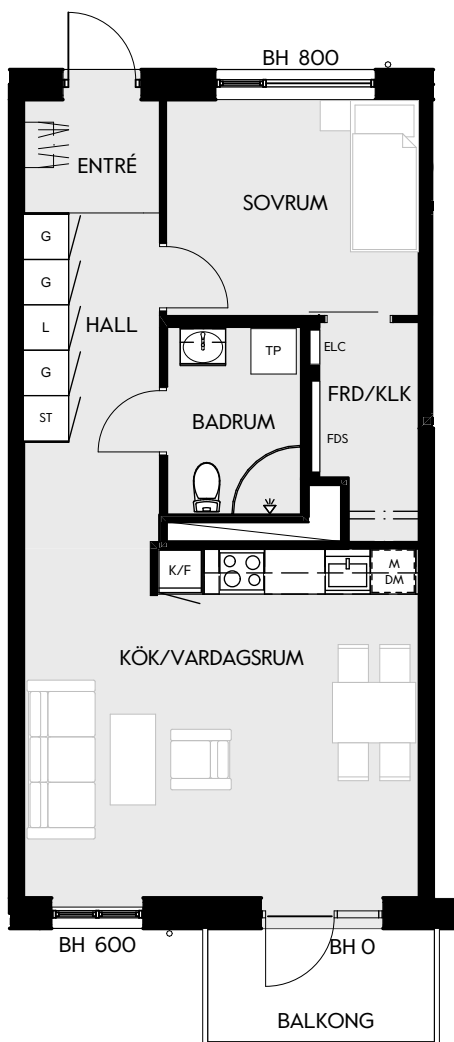 BH 800
ENTRÉ
SOVRUM
G
G
L
HALL
G
ST
TP
ELC
FRD/KLK
BADRUM
FDS
K/F
M
DM
KÖK/VARDAGSRUM
BH 600
BH 0
BALKONG